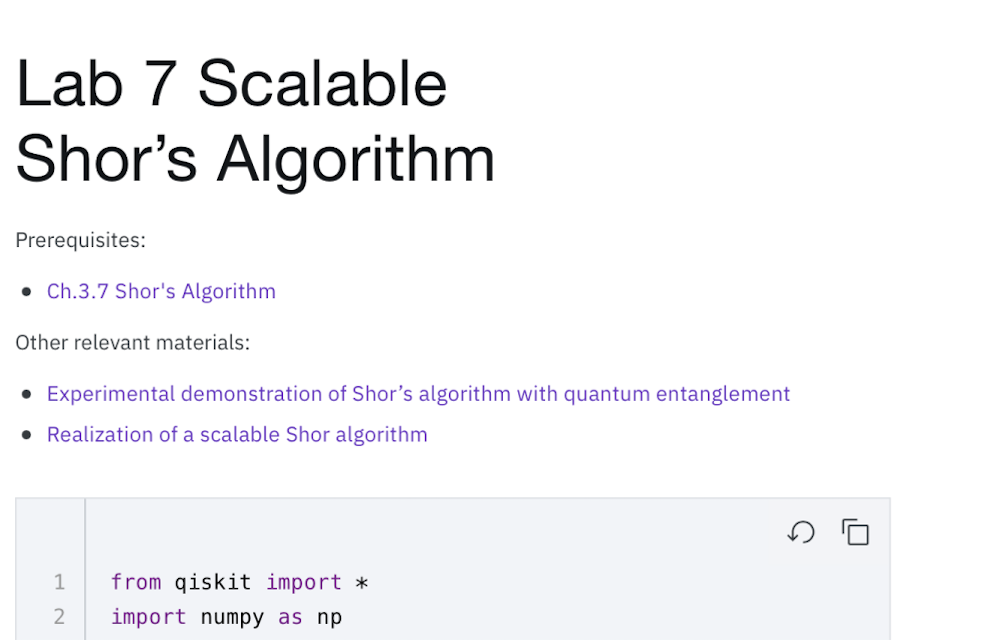 Lab 7 Scalable
Shor’s Algorithm
Prerequisites:
Ch.3.7 Shor's Algorithm
Other relevant materials:
Experimental demonstration of Shor’s algorithm with quantum entanglement
Realization of a scalable Shor algorithm
1 from qiskit import *
2 import numpy as np